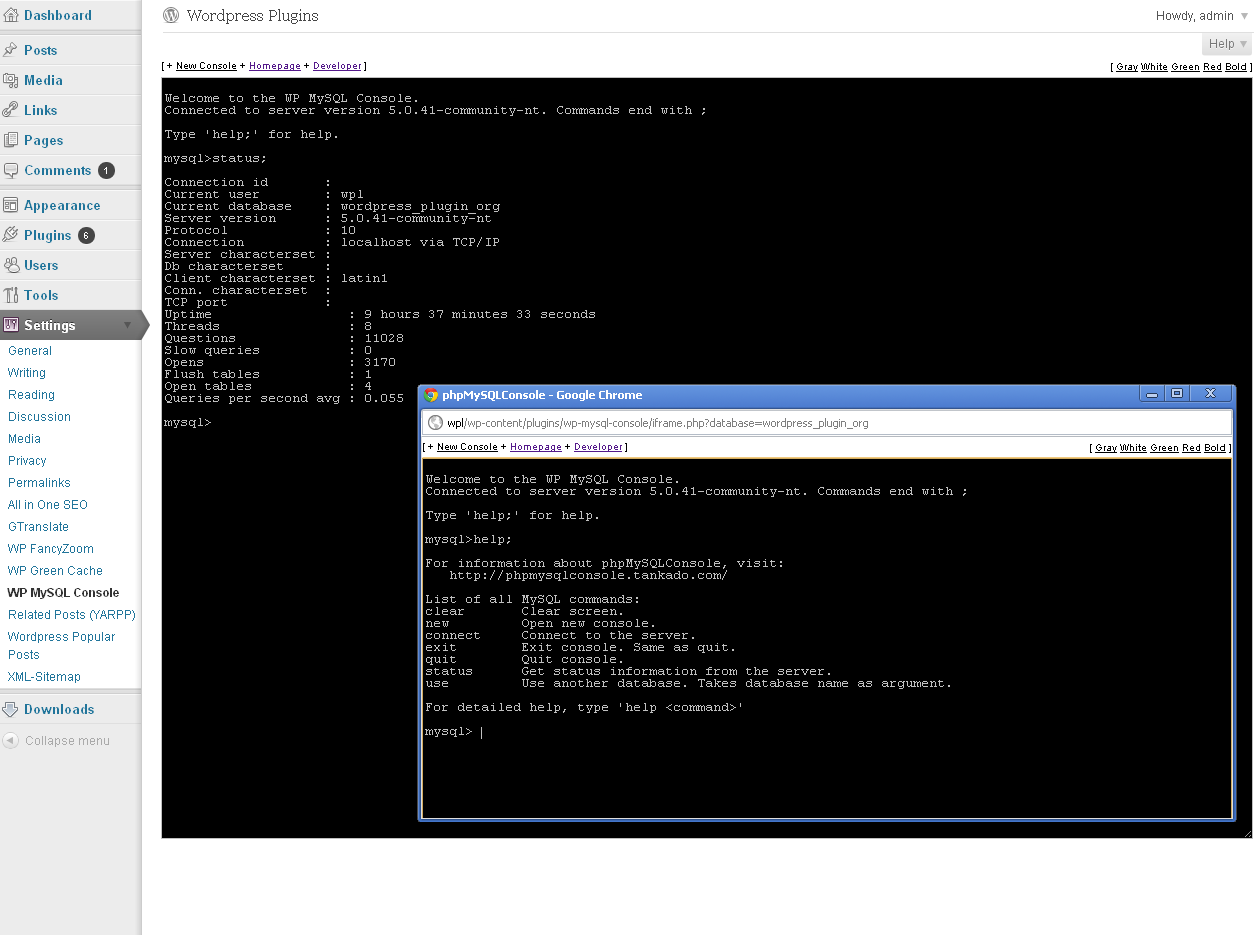 Dashboard
Posts
Media
Links
Pages
Comments 1
Appearance
Plugins 6
Users
Tools
Settings
General
Writing
Reading
Discussion
Media
Privacy
Permalinks
All in One SEO
GTranslate
WP FancyZoom
WP Green Cache
WP MySQL Console
Related Posts (YARPP)
Wordpress Popular
Posts
XML-Sitemap
Downloads
Collapse menu
Wordpress Plugins
Howdy, admin
Help
[ + New Console + Homepage + Developer ]
[ Gray White Green Red Bold ]
Welcome to the WP MySQL Console.
Connected to server version 5.0.41-community-nt. Commands end with ;
Type 'help;' for help.
mysql>status;
Connection id :
Current user : wpl
Current database : wordpress_plugin_org
Server version : 5.0.41-community-nt
Protocol : 10
Connection : localhost via TCP/IP
Server characterset :
Db characterset :
Client characterset : latin1
Conn. characterset :
TCP port :
Uptime : 9 hours 37 minutes 33 seconds
Threads : 8
Questions : 11028
Slow queries : 0
Opens : 3170
Flush tables : 1
Open tables : 4
Queries per second avg : 0.055
mysql>
phpMySQLConsole - Google Chrome
wpl/wp-content/plugins/wp-mysql-console/iframe.php?database=wordpress_plugin_org
[ + New Console + Homepage + Developer ]
[ Gray White Green Red Bold ]
Welcome to the WP MySQL Console.
Connected to server version 5.0.41-community-nt. Commands end with ;
Type 'help;' for help.
mysql>help;
For information about phpMySQLConsole, visit:
http://phpmysqlconsole.tankado.com/
List of all MySQL commands:
clear Clear screen.
new Open new console.
connect Connect to the server.
exit Exit console. Same as quit.
quit Quit console.
status Get status information from the server.
use Use another database. Takes database name as argument.
For detailed help, type 'help <command>'
mysql>